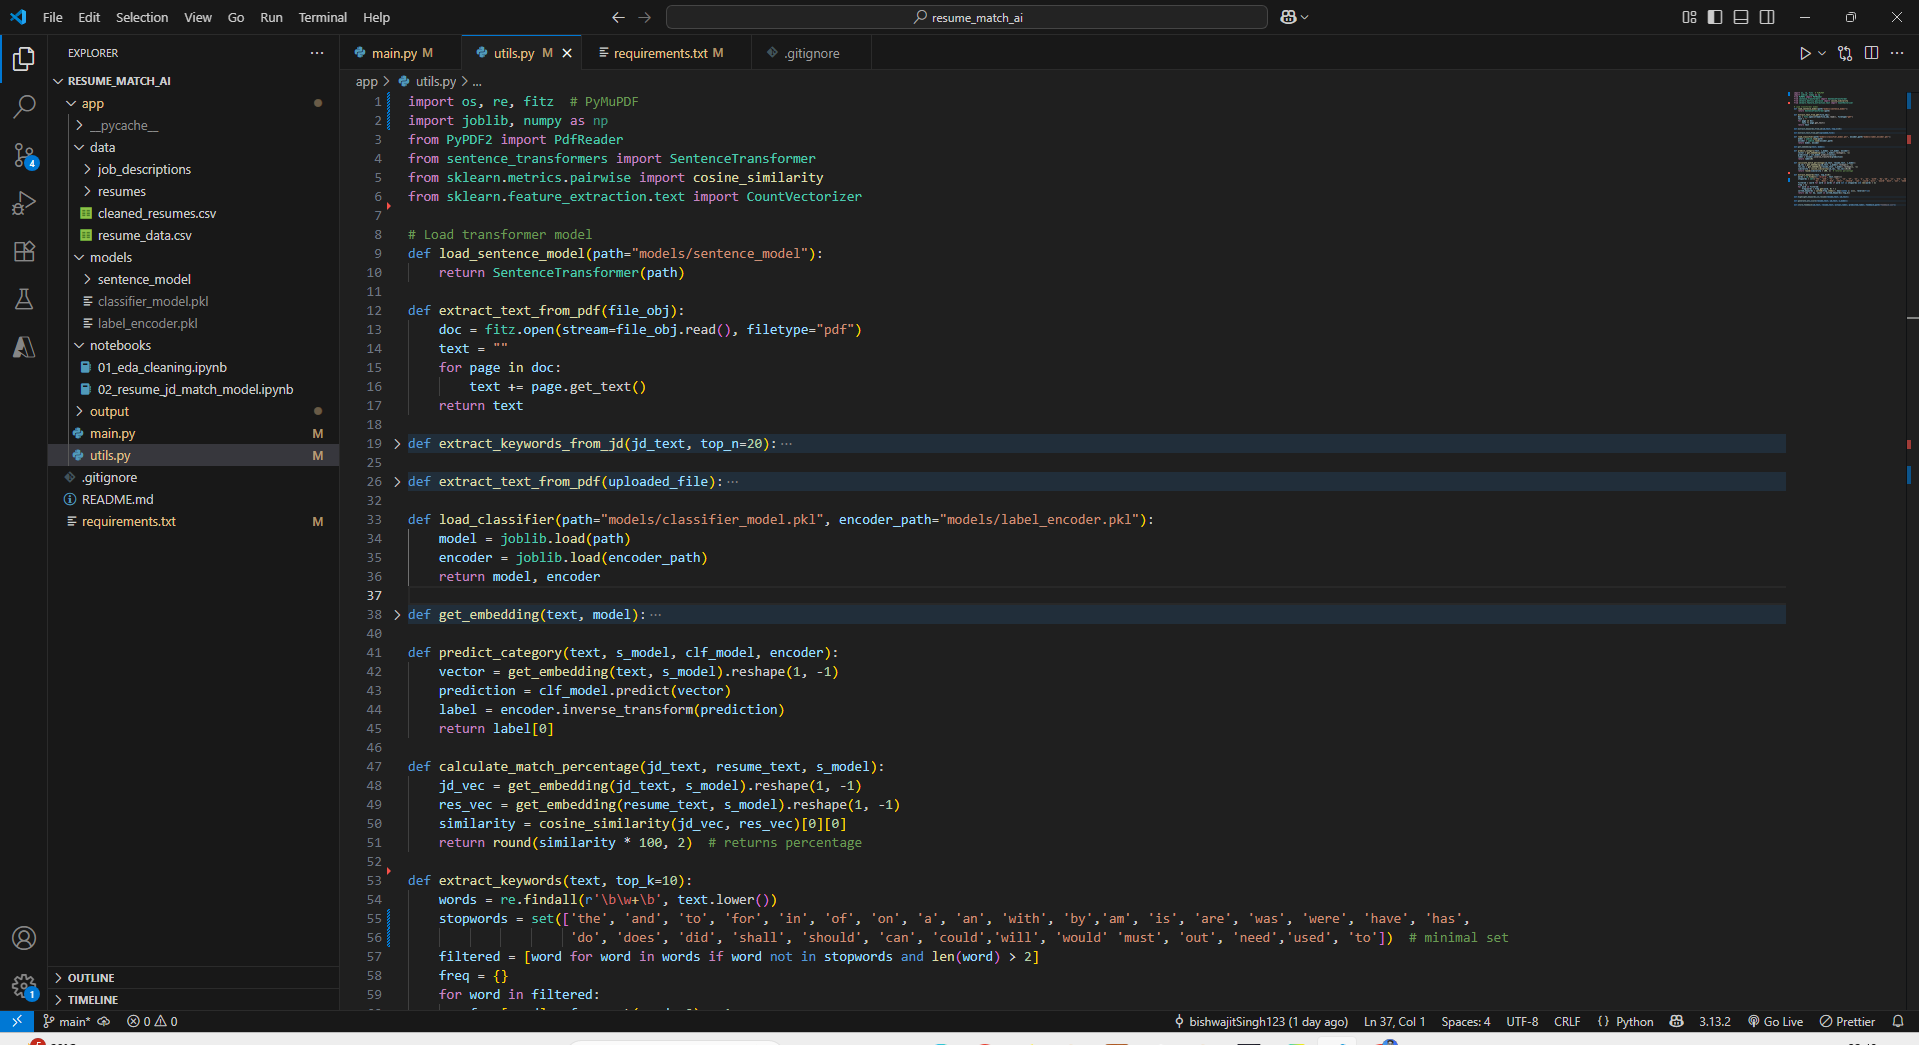 File Edit Selection View Go Run Terminal Help
resume_match_ai
EXPLORER
RESUME_MATCH_AI
app
__pycache__
data
job_descriptions
resumes
cleaned_resumes.csv
resume_data.csv
models
sentence_model
classifier_model.pkl
label_encoder.pkl
notebooks
01_eda_cleaning.ipynb
02_resume_jd_match_model.ipynb
output
main.py M
utils.py M
.gitignore
README.md
requirements.txt M
OUTLINE
TIMELINE
4
1
main.py M utils.py M requirements.txt M .gitignore
app > utils.py > ...
1 import os, re, fitz  # PyMuPDF
2 import joblib, numpy as np
3 from PyPDF2 import PdfReader
4 from sentence_transformers import SentenceTransformer
5 from sklearn.metrics.pairwise import cosine_similarity
6 from sklearn.feature_extraction.text import CountVectorizer
7
8 # Load transformer model
9 def load_sentence_model(path="models/sentence_model"):
10     return SentenceTransformer(path)
11
12 def extract_text_from_pdf(file_obj):
13     doc = fitz.open(stream=file_obj.read(), filetype="pdf")
14     text = ""
15     for page in doc:
16         text += page.get_text()
17     return text
18
19 def extract_keywords_from_jd(jd_text, top_n=20): ...
25
26 def extract_text_from_pdf(uploaded_file): ...
32
33 def load_classifier(path="models/classifier_model.pkl", encoder_path="models/label_encoder.pkl"):
34     model = joblib.load(path)
35     encoder = joblib.load(encoder_path)
36     return model, encoder
37
38 def get_embedding(text, model): ...
40
41 def predict_category(text, s_model, clf_model, encoder):
42     vector = get_embedding(text, s_model).reshape(1, -1)
43     prediction = clf_model.predict(vector)
44     label = encoder.inverse_transform(prediction)
45     return label[0]
46
47 def calculate_match_percentage(jd_text, resume_text, s_model):
48     jd_vec = get_embedding(jd_text, s_model).reshape(1, -1)
49     res_vec = get_embedding(resume_text, s_model).reshape(1, -1)
50     similarity = cosine_similarity(jd_vec, res_vec)[0][0]
51     return round(similarity * 100, 2)  # returns percentage
52
53 def extract_keywords(text, top_k=10):
54     words = re.findall(r'\b\w+\b', text.lower())
55     stopwords = set(['the', 'and', 'to', 'for', 'in', 'of', 'on', 'a', 'an', 'with', 'by','am', 'is', 'are', 'was', 'were', 'have', 'has',
56                      'do', 'does', 'did', 'shall', 'should', 'can', 'could','will', 'would' 'must', 'out', 'need','used', 'to'])  # minimal set
57     filtered = [word for word in words if word not in stopwords and len(word) > 2]
58     freq = {}
59     for word in filtered:
main* 0 0 bishwajitSingh123 (1 day ago) Ln 37, Col 1 Spaces: 4 UTF-8 CRLF {} Python 3.13.2 Go Live Prettier